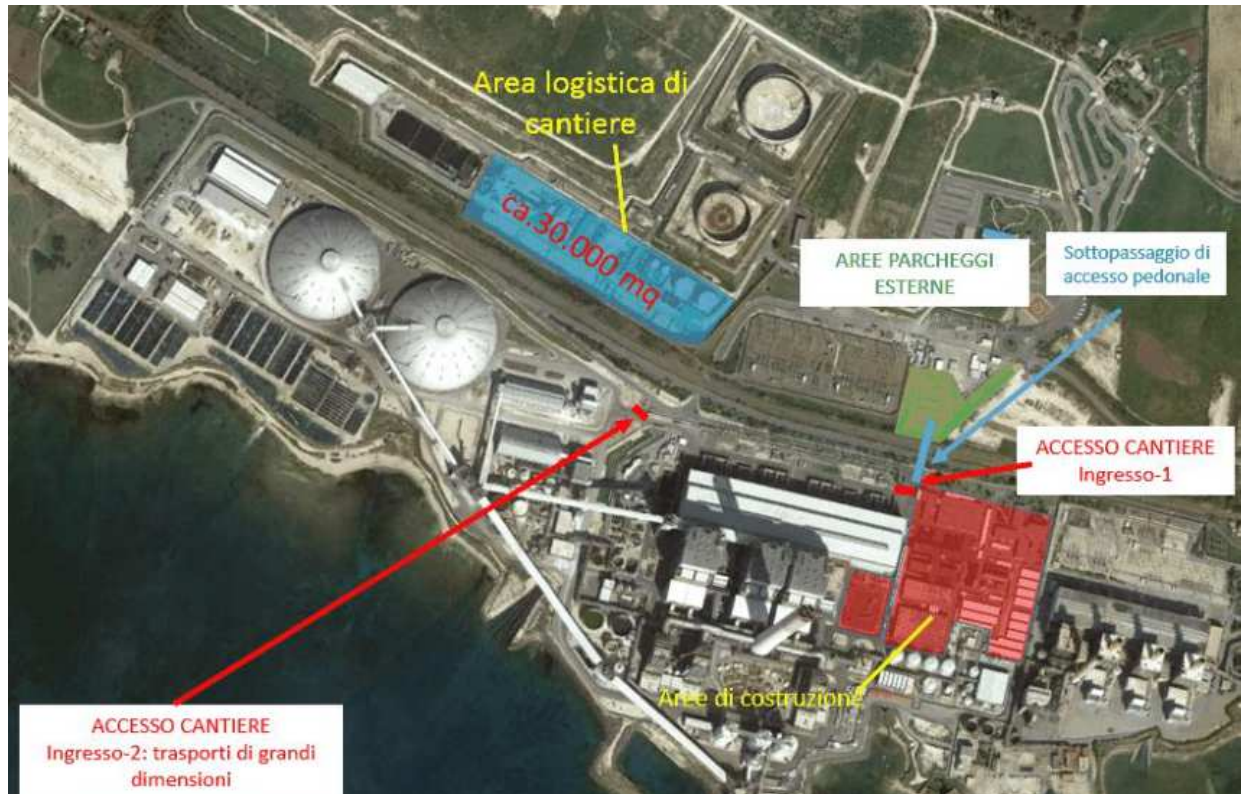 Area logistica di
cantiere
ca.30.000 mq
AREE PARCHEGGI
ESTERNE
Sottopassaggio di
accesso pedonale
ACCESSO CANTIERE
Ingresso-1
Aree di costruzione
ACCESSO CANTIERE
Ingresso-2: trasporti di grandi
dimensioni